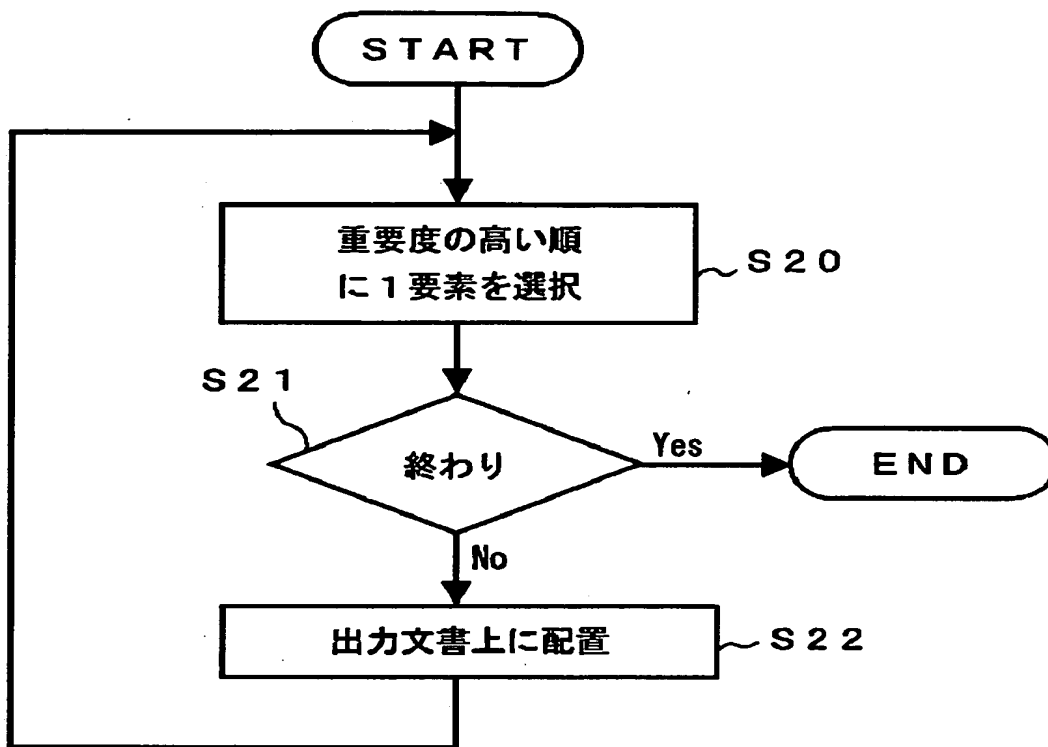 ＳＴＡＲＴ
重要度の高い順
に１要素を選択
Ｓ２０
Ｓ２１
終わり
Yes
ＥＮＤ
No
出力文書上に配置
Ｓ２２